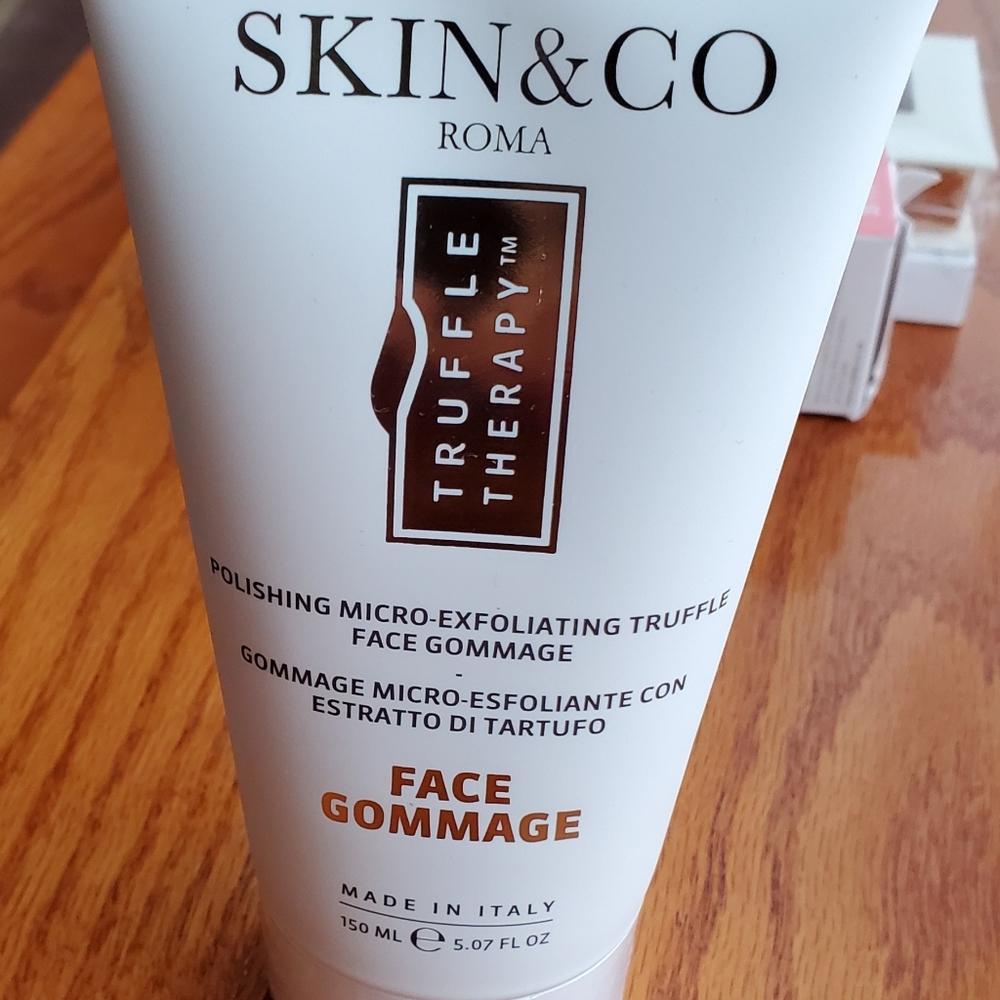 SKIN&CO
ROMA
TRUFFLE
THERAPY™
POLISHING MICRO-EXFOLIATING TRUFFLE
FACE GOMMAGE
-
GOMMAGE MICRO-ESFOLIANTE CON
ESTRATTO DI TARTUFO
FACE
GOMMAGE
MADE IN ITALY
150 ML ℮ 5.07 FL OZ